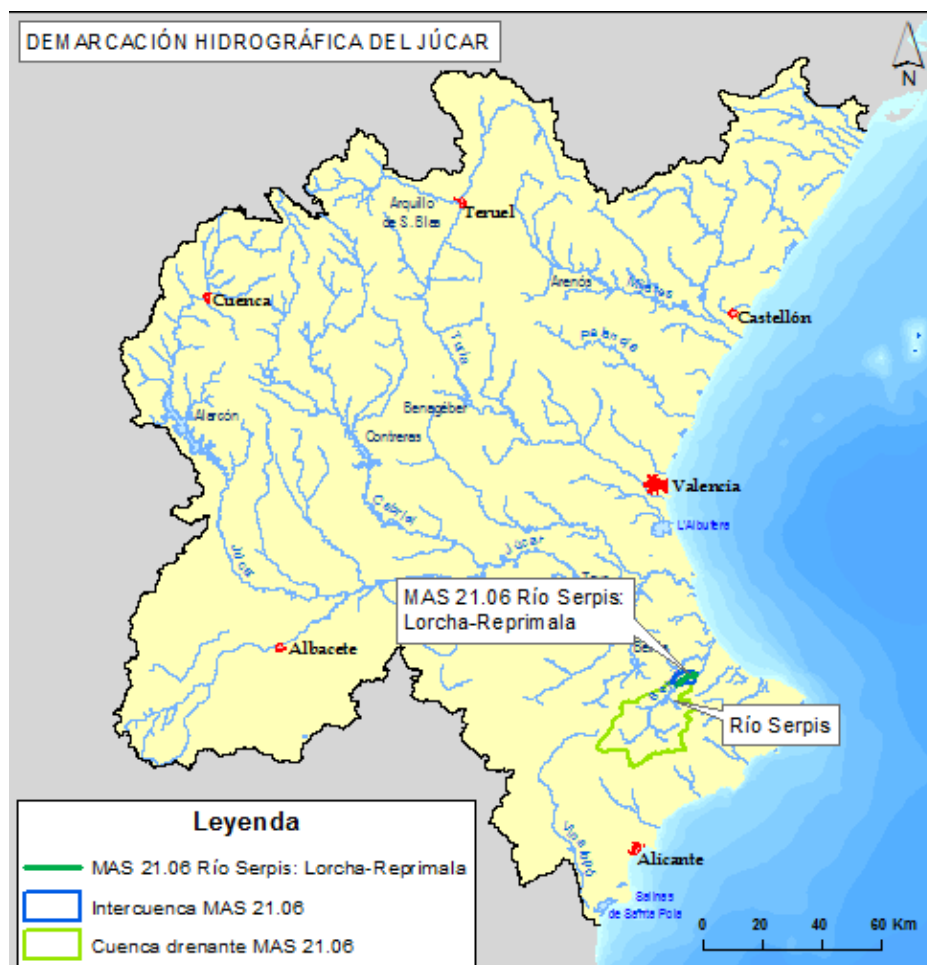 DEMARCACIÓN HIDROGRÁFICA DEL JÚCAR
N
Arquillo
de S. Blas
Teruel
Cuenca
Arenós
Mijares
Castellón
Palancia
Turia
Alarcón
Benagéber
Contreras
Valencia
L'Albufera
Cabriel
Júcar
Júcar
MAS 21.06 Río Serpis:
Lorcha-Reprimala
Albacete
Río Serpis
Leyenda
MAS 21.06 Río Serpis: Lorcha-Reprimala
Intercuenca MAS 21.06
Cuenca drenante MAS 21.06
Vinalopó
Alicante
Salinas
de Santa Pola
0 20 40 60 Km